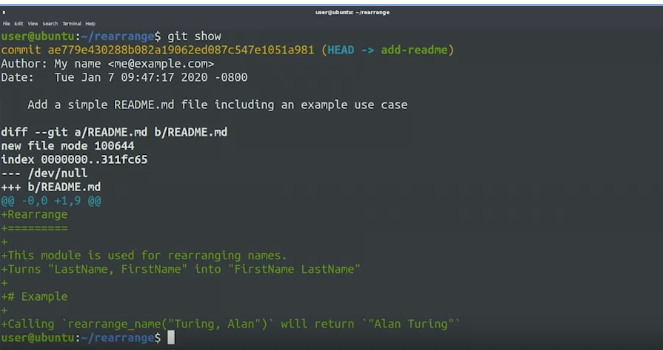 user@ubuntu: ~/rearrange
File Edit View Search Terminal Help
user@ubuntu:~/rearrange$ git show
commit ae779e430288b082a19062ed087c547e1051a981 (HEAD -> add-readme)
Author: My name <me@example.com>
Date:   Tue Jan 7 09:47:17 2020 -0800
    Add a simple README.md file including an example use case
diff --git a/README.md b/README.md
new file mode 100644
index 0000000..311fc65
--- /dev/null
+++ b/README.md
@@ -0,0 +1,9 @@
+Rearrange
+=========
+
+This module is used for rearranging names.
+Turns "LastName, FirstName" into "FirstName LastName"
+
+# Example
+
+Calling `rearrange_name("Turing, Alan")` will return `"Alan Turing"`
user@ubuntu:~/rearrange$